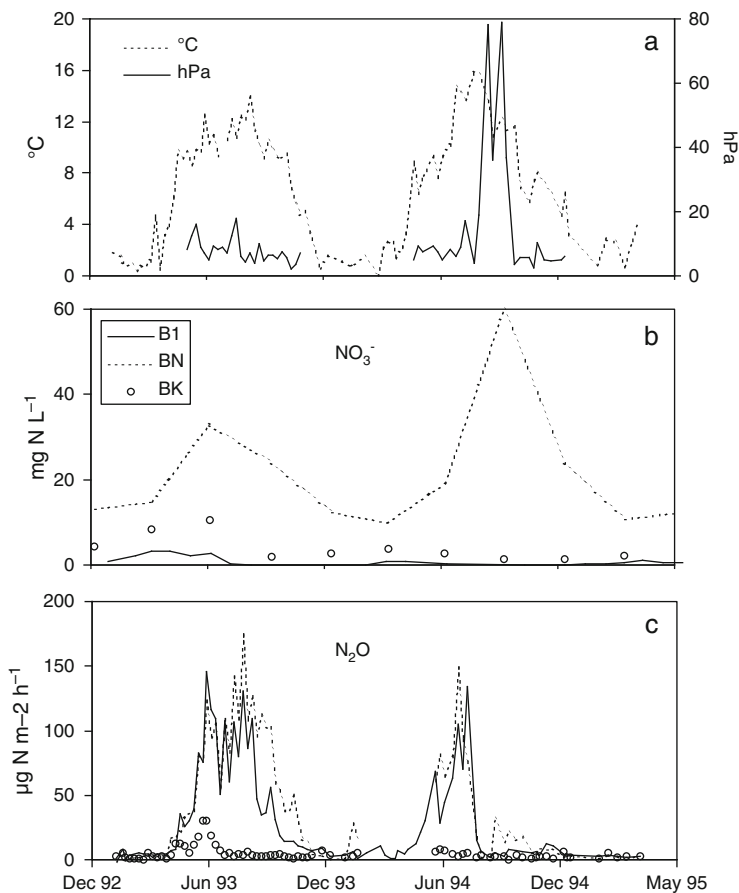 20
16
12
8
4
0
°C
°C
hPa
a
80
60
40
20
0
hPa
60
40
20
0
mg N L⁻¹
B1
BN
BK
NO₃⁻
b
200
150
100
50
0
µg N m–2 h⁻¹
N₂O
c
Dec 92 Jun 93 Dec 93 Jun 94 Dec 94 May 95